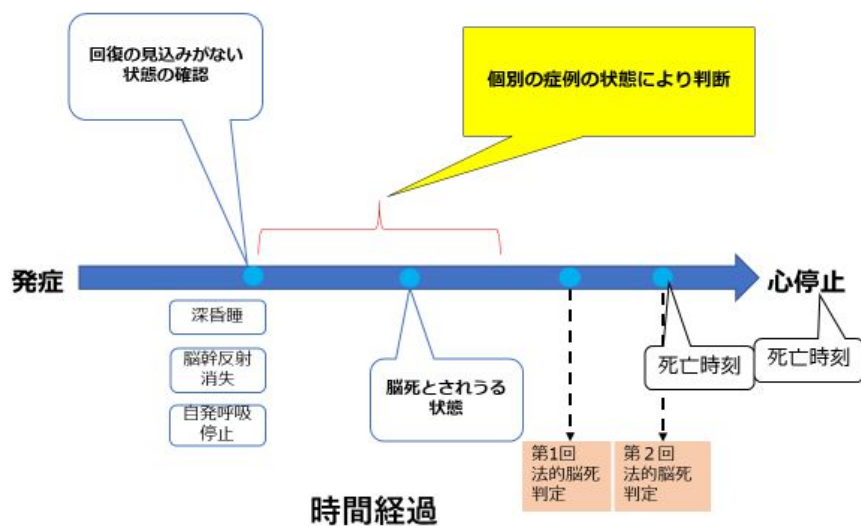 回復の見込みがない
状態の確認
個別の症例の状態により判断
発症
心停止
深昏睡
脳幹反射
消失
自発呼吸
停止
脳死とされうる
状態
死亡時刻
死亡時刻
第1回
法的脳死
判定
第２回
法的脳死
判定
時間経過